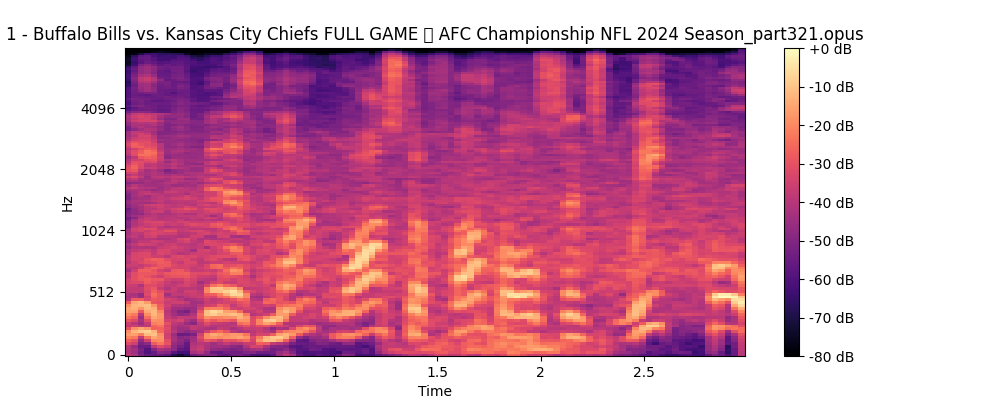 1 - Buffalo Bills vs. Kansas City Chiefs FULL GAME AFC Championship NFL 2024 Season_part321.opus
+0 dB
-10 dB
-20 dB
-30 dB
-40 dB
-50 dB
-60 dB
-70 dB
-80 dB
Hz
4096
2048
1024
512
0
0
0.5
1
1.5
2
2.5
Time